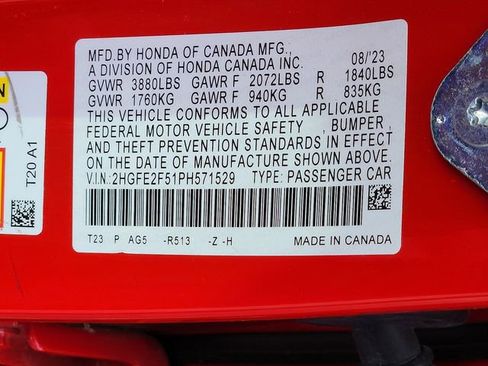 MFD.BY HONDA OF CANADA MFG.,
A DIVISION OF HONDA CANADA INC. 08/'23
GVWR 3880LBS GAWR F 2072LBS R 1840LBS
GVWR 1760KG GAWR F 940KG R 835KG
THIS VEHICLE CONFORMS TO ALL APPLICABLE
FEDERAL MOTOR VEHICLE SAFETY , BUMPER ,
AND THEFT PREVENTION STANDARDS IN EFFECT
ON THE DATE OF MANUFACTURE SHOWN ABOVE.
V.I.N: 2HGFE2F51PH571529 TYPE: PASSENGER CAR
T23 P AG5 -R513 -Z -H MADE IN CANADA
T20 A1